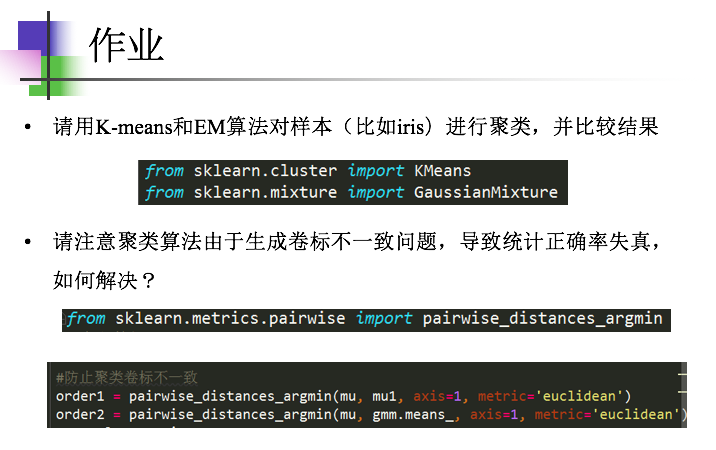 作业
• 请用K-means和EM算法对样本（比如iris）进行聚类，并比较结果
from sklearn.cluster import KMeans
from sklearn.mixture import GaussianMixture
• 请注意聚类算法由于生成卷标不一致问题，导致统计正确率失真，
如何解决？
from sklearn.metrics.pairwise import pairwise_distances_argmin
#防止聚类卷标不一致
order1 = pairwise_distances_argmin(mu, mu1, axis=1, metric='euclidean')
order2 = pairwise_distances_argmin(mu, gmm.means_, axis=1, metric='euclidean')